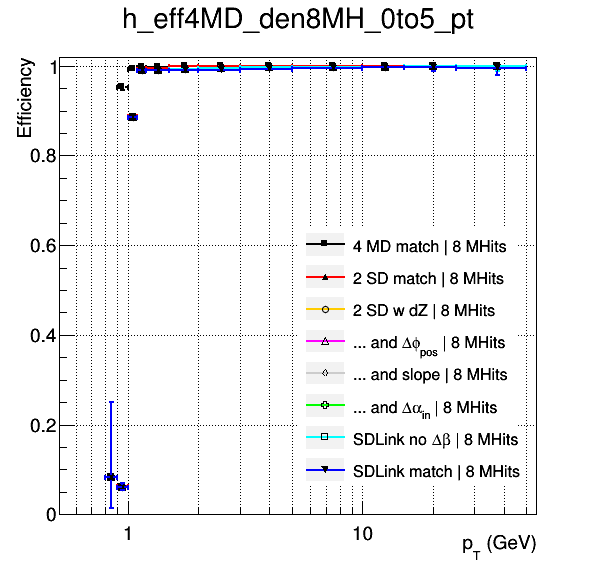 h_eff4MD_den8MH_0to5_pt
Efficiency
1
0.8
0.6
0.4
0.2
0
4 MD match | 8 MHits
2 SD match | 8 MHits
2 SD w dZ | 8 MHits
... and Δϕpos | 8 MHits
... and slope | 8 MHits
... and Δαin | 8 MHits
SDLink no Δβ | 8 MHits
SDLink match | 8 MHits
1
10
pT (GeV)